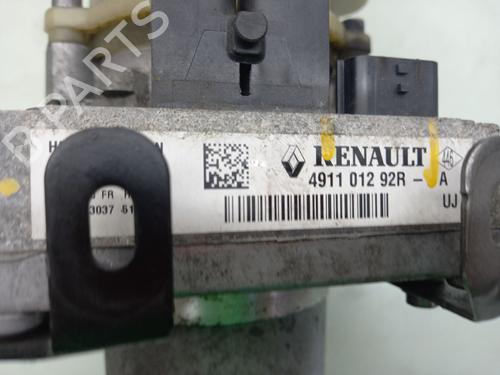 RENAULT
4911 012 92R - A
UJ
FR
3037 51
B PARTS